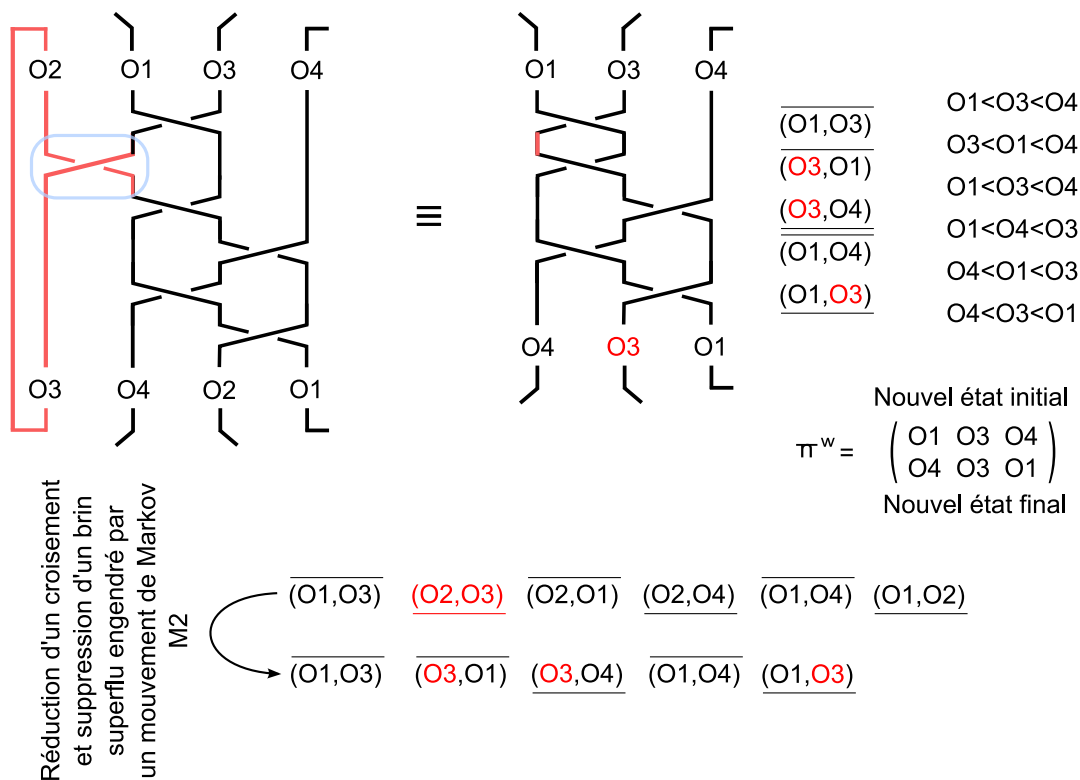 O2 O1 O3 O4
O3 O4 O2 O1
≡
O1 O3 O4
O4 O3 O1
(O1,O3)
(O3,O1)
(O3,O4)
(O1,O4)
(O1,O3)
O1<O3<O4
O3<O1<O4
O1<O3<O4
O1<O4<O3
O4<O1<O3
O4<O3<O1
Nouvel état initial
π^w = ( O1 O3 O4
O4 O3 O1 )
Nouvel état final
Réduction d'un croisement
et suppression d'un brin
superflu engendré par
un mouvement de Markov
M2
(O1,O3) (O2,O3) (O2,O1) (O2,O4) (O1,O4) (O1,O2)
(O1,O3) (O3,O1) (O3,O4) (O1,O4) (O1,O3)